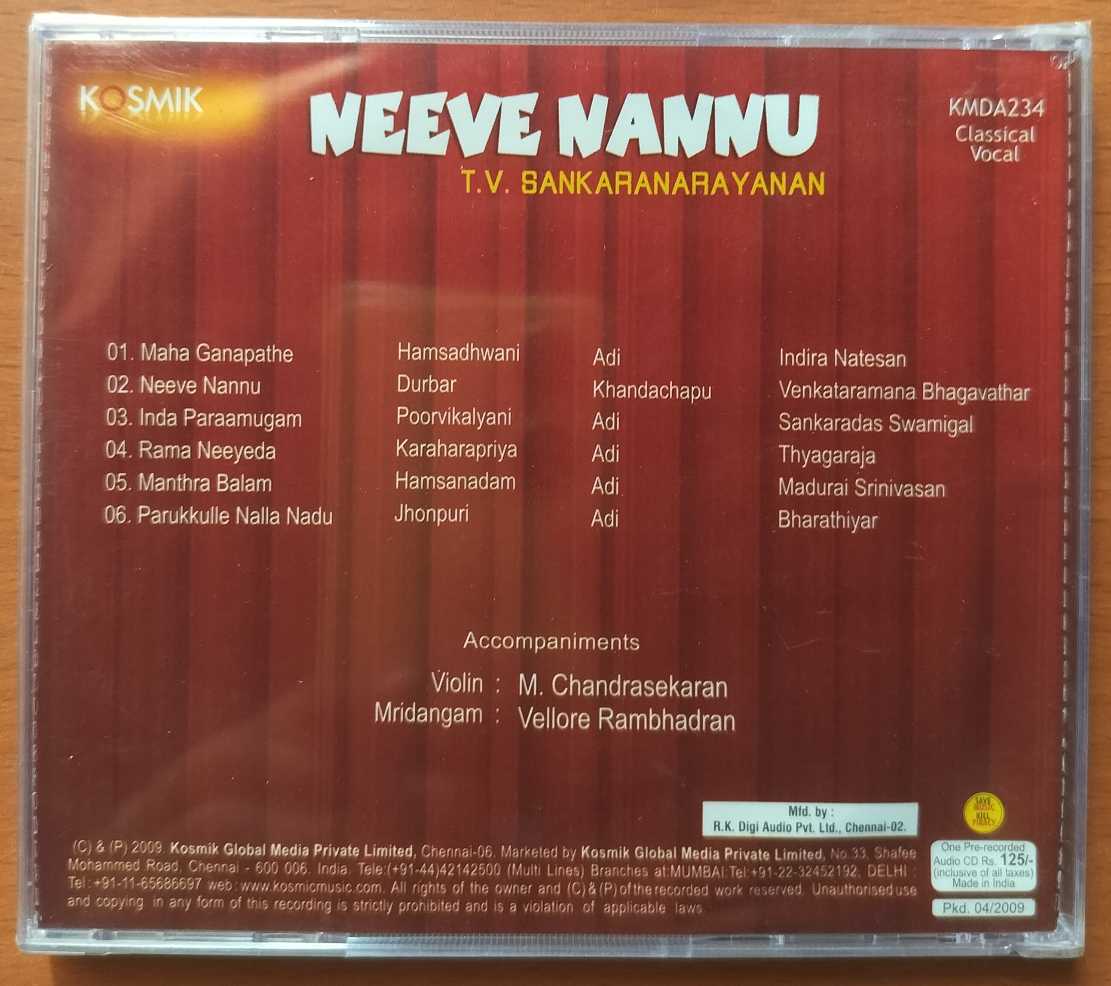 KOSMIK
NEEVE NANNU
T.V. SANKARANARAYANAN
KMDA234
Classical
Vocal
01. Maha Ganapathe Hamsadhwani Adi Indira Natesan
02. Neeve Nannu Durbar Khandachapu Venkataramana Bhagavathar
03. Inda Paraamugam Poorvikalyani Adi Sankaradas Swamigal
04. Rama Neeyeda Karaharapriya Adi Thyagaraja
05. Manthra Balam Hamsanadam Adi Madurai Srinivasan
06. Parukkulle Nalla Nadu Jhonpuri Adi Bharathiyar
Accompaniments
Violin : M. Chandrasekaran
Mridangam : Vellore Rambhadran
Mfd. by :
R.K. Digi Audio Pvt. Ltd., Chennai-02.
SAVE
MUSIC
KILL
PIRACY
(C) & (P) 2009. Kosmik Global Media Private Limited, Chennai-06. Marketed by Kosmik Global Media Private Limited, No.33, Shafee
Mohammed Road, Chennai - 600 006. India. Tele:(+91-44)42142500 (Multi Lines) Branches at:MUMBAI:Tel:+91-22-32452192, DELHI :
Tel :+91-11-65686697 web:www.kosmicmusic.com. All rights of the owner and (C)&(P)of the recorded work reserved. Unauthorised use
and copying in any form of this recording is strictly prohibited and is a violation of applicable laws
One Pre-recorded
Audio CD Rs. 125/-
(inclusive of all taxes)
Made in India
Pkd. 04/2009